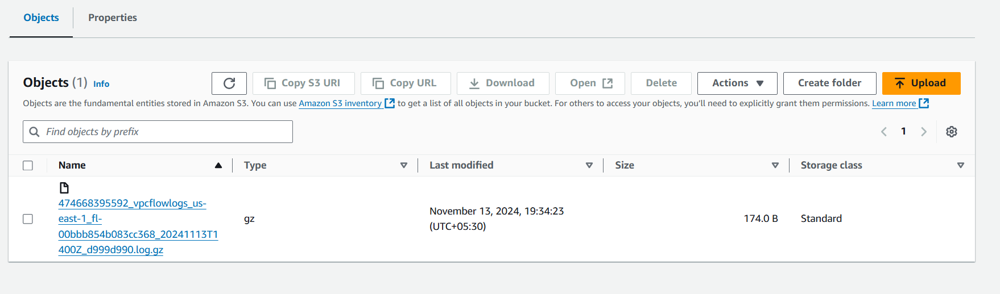 Objects
Properties
Objects (1) Info
Copy S3 URI
Copy URL
Download
Open
Delete
Actions
Create folder
Upload
Objects are the fundamental entities stored in Amazon S3. You can use Amazon S3 inventory to get a list of all objects in your bucket. For others to access your objects, you'll need to explicitly grant them permissions. Learn more
Find objects by prefix
1
Name
Type
Last modified
Size
Storage class
474668395592_vpcflowlogs_us-
east-1_fl-
00bbb854b083cc368_20241113T1
400Z_d999d990.log.gz
gz
November 13, 2024, 19:34:23
(UTC+05:30)
174.0 B
Standard